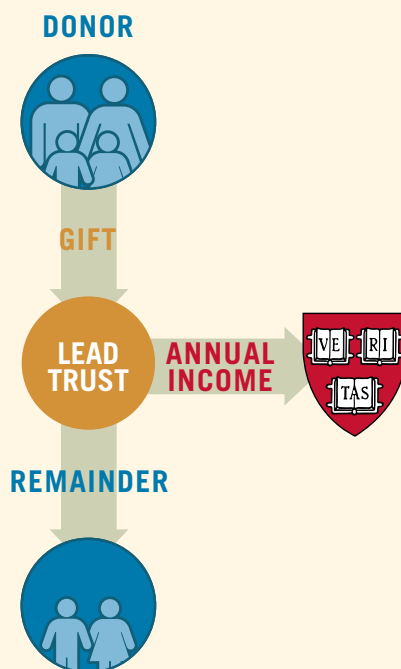 DONOR
GIFT
LEAD
TRUST
ANNUAL
INCOME
VE RI
TAS
REMAINDER